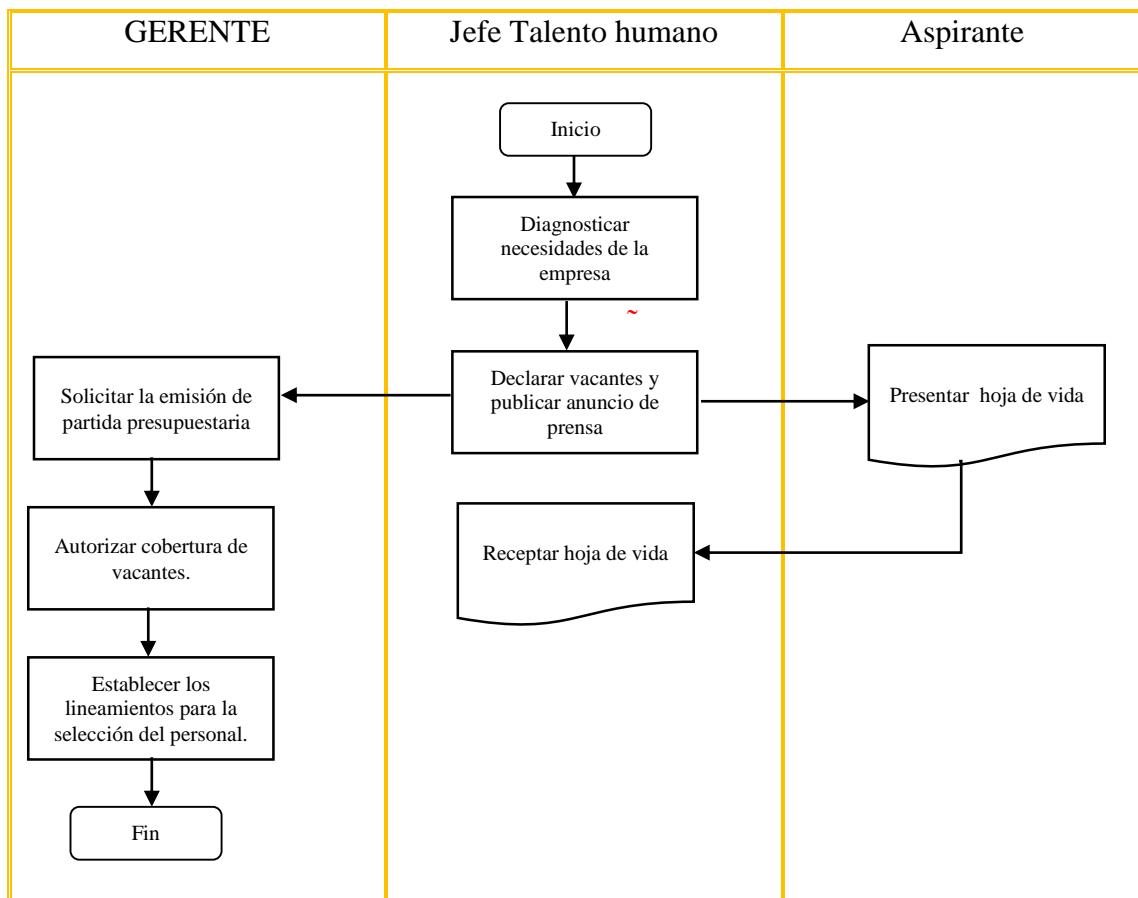 GERENTE
Jefe Talento humano
Aspirante
Inicio
Diagnosticar
necesidades de la
empresa
~
Declarar vacantes y
publicar anuncio de
prensa
Solicitar la emisión de
partida presupuestaria
Presentar hoja de vida
Autorizar cobertura de
vacantes.
Receptar hoja de vida
Establecer los
lineamientos para la
selección del personal.
Fin